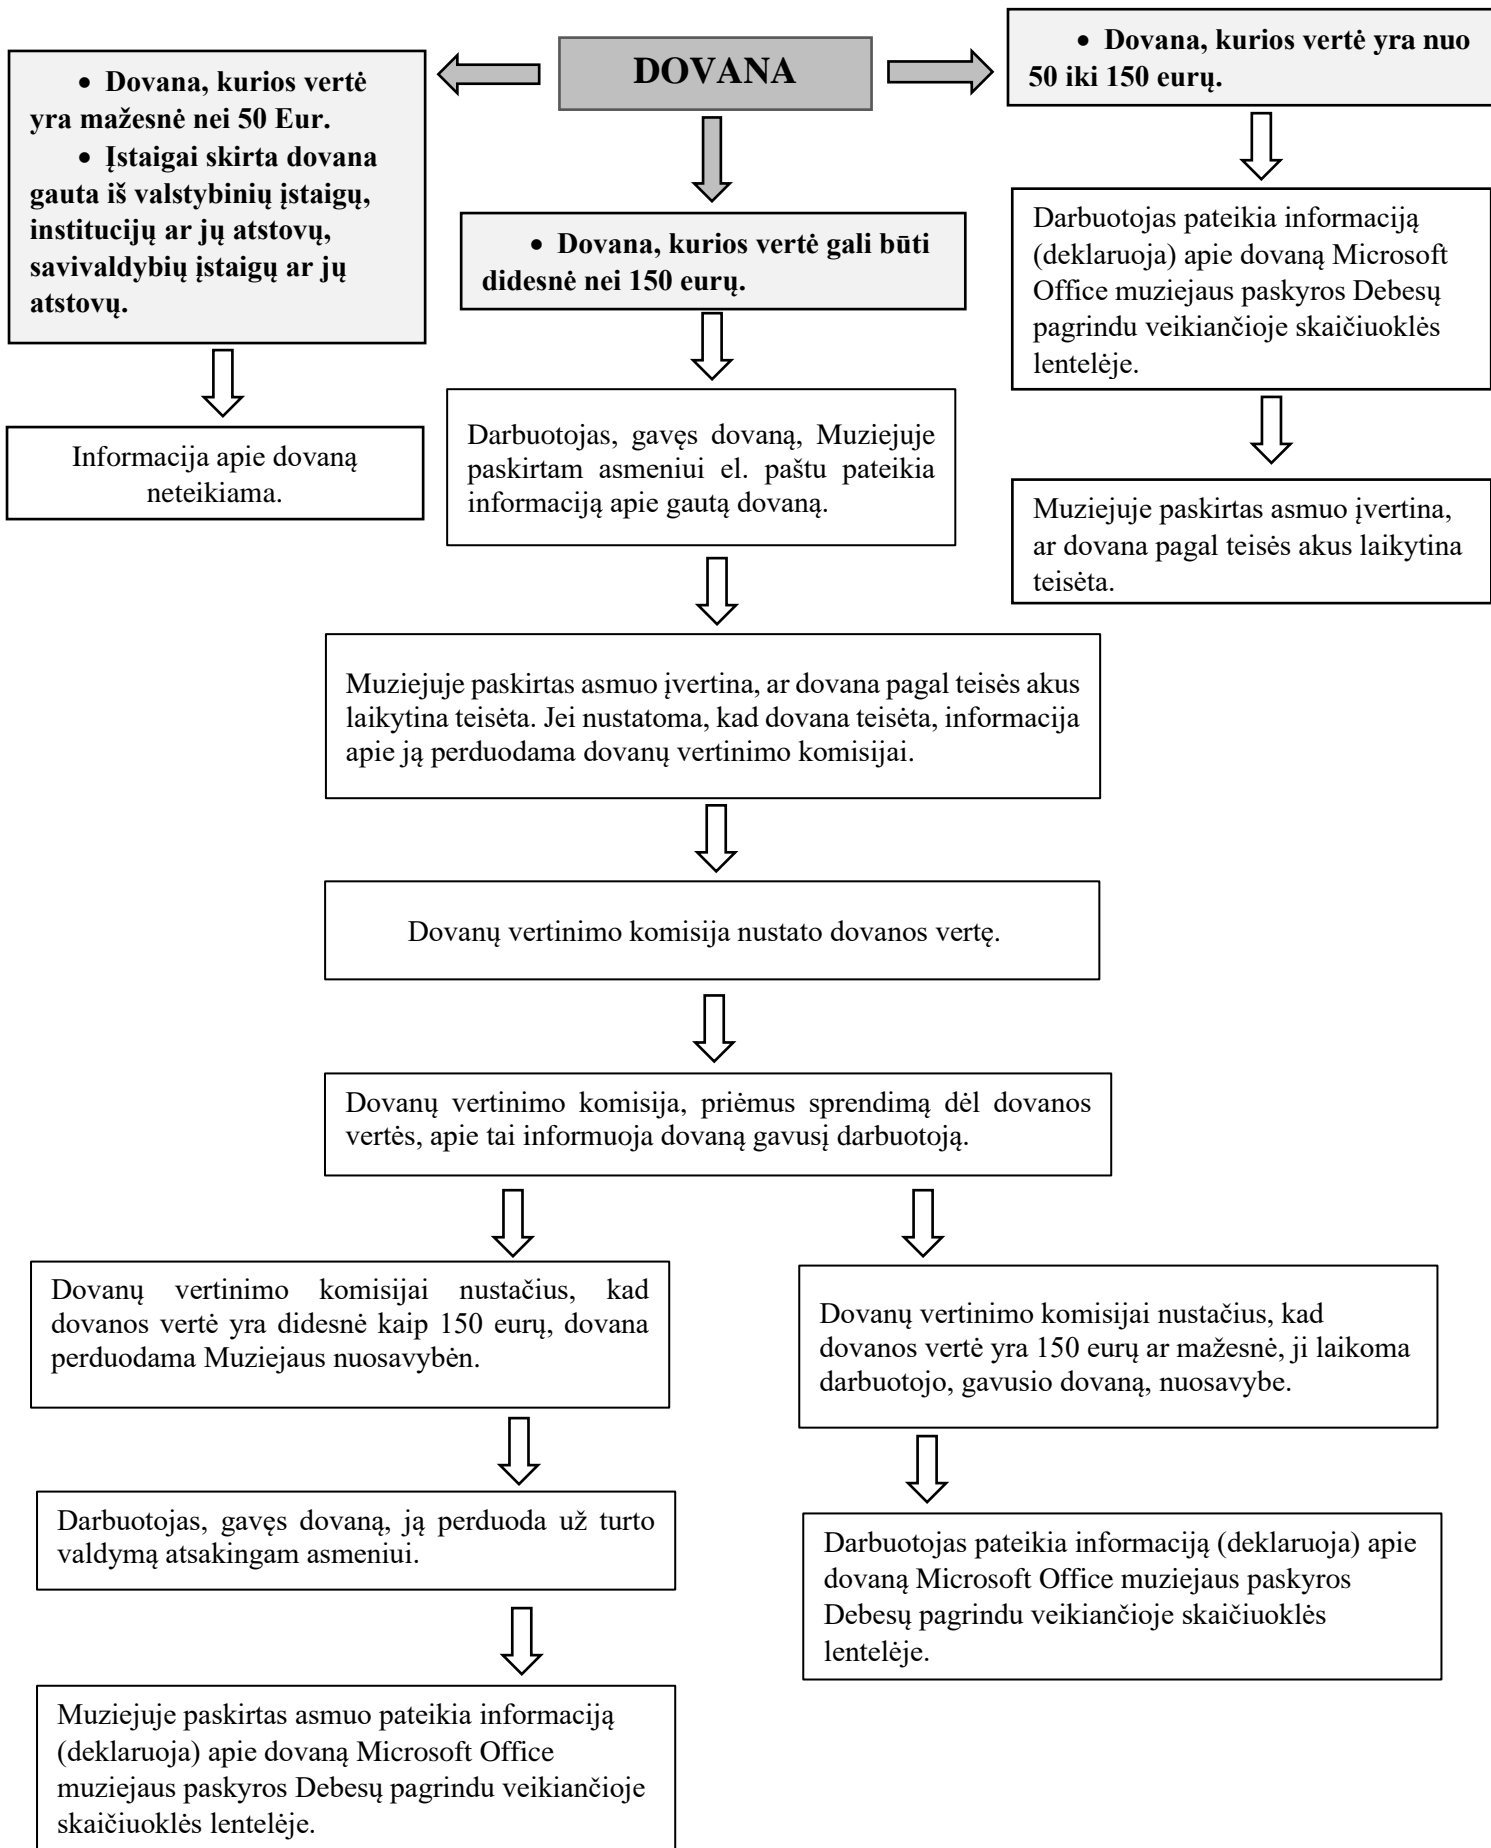 DOVANA
• Dovana, kurios vertė
yra mažesnė nei 50 Eur.
• Įstaigai skirta dovana
gauta iš valstybinių įstaigų,
institucijų ar jų atstovų,
savivaldybių įstaigų ar jų
atstovų.
Informacija apie dovaną
neteikiama.
• Dovana, kurios vertė yra nuo
50 iki 150 eurų.
Darbuotojas pateikia informaciją
(deklaruoja) apie dovaną Microsoft
Office muziejaus paskyros Debesų
pagrindu veikiančioje skaičiuoklės
lentelėje.
Muziejuje paskirtas asmuo įvertina,
ar dovana pagal teisės akus laikytina
teisėta.
• Dovana, kurios vertė gali būti
didesnė nei 150 eurų.
Darbuotojas, gavęs dovaną, Muziejuje
paskirtam asmeniui el. paštu pateikia
informaciją apie gautą dovaną.
Muziejuje paskirtas asmuo įvertina, ar dovana pagal teisės akus
laikytina teisėta. Jei nustatoma, kad dovana teisėta, informacija
apie ją perduodama dovanų vertinimo komisijai.
Dovanų vertinimo komisija nustato dovanos vertę.
Dovanų vertinimo komisija, priėmus sprendimą dėl dovanos
vertės, apie tai informuoja dovaną gavusį darbuotoją.
Dovanų vertinimo komisijai nustačius, kad
dovanos vertė yra didesnė kaip 150 eurų, dovana
perduodama Muziejaus nuosavybėn.
Darbuotojas, gavęs dovaną, ją perduoda už turto
valdymą atsakingam asmeniui.
Muziejuje paskirtas asmuo pateikia informaciją
(deklaruoja) apie dovaną Microsoft Office
muziejaus paskyros Debesų pagrindu veikiančioje
skaičiuoklės lentelėje.
Dovanų vertinimo komisijai nustačius, kad
dovanos vertė yra 150 eurų ar mažesnė, ji laikoma
darbuotojo, gavusio dovaną, nuosavybe.
Darbuotojas pateikia informaciją (deklaruoja) apie
dovaną Microsoft Office muziejaus paskyros
Debesų pagrindu veikiančioje skaičiuoklės
lentelėje.